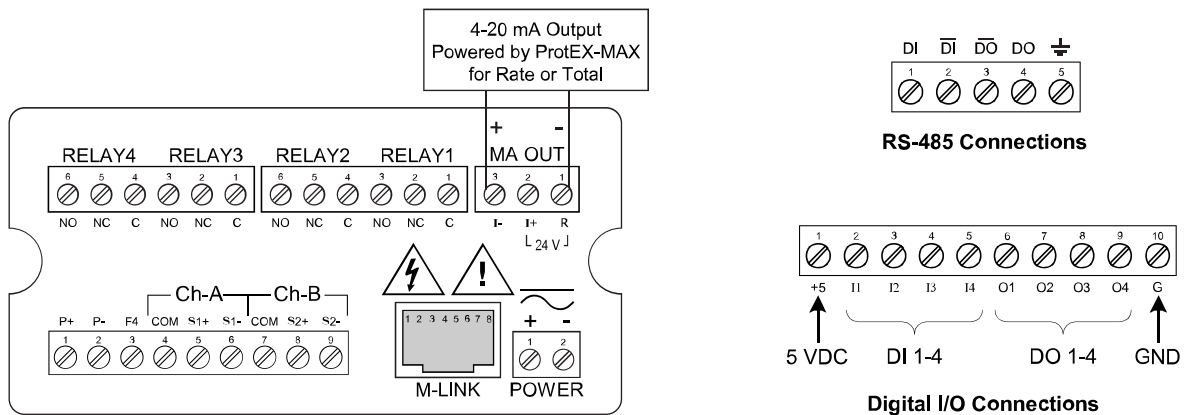 4-20 mA Output
Powered by ProtEX-MAX
for Rate or Total
+ -
RELAY4 RELAY3 RELAY2 RELAY1 MA OUT
6 5 4 3 2 1 6 5 4 3 2 1 3 2 1
NO NC C NO NC C NO NC C NO NC C I- I+ R
24 V
Ch-A Ch-B
P+ P- F4 COM S1+ S1- COM S2+ S2-
1 2 3 4 5 6 7 8 9
!
1 2 3 4 5 6 7 8
M-LINK
+ -
1 2
POWER
DI D̅I̅ D̅O̅ DO
1 2 3 4 5
RS-485 Connections
1 2 3 4 5 6 7 8 9 10
+5 I1 I2 I3 I4 O1 O2 O3 O4 G
5 VDC DI 1-4 DO 1-4 GND
Digital I/O Connections